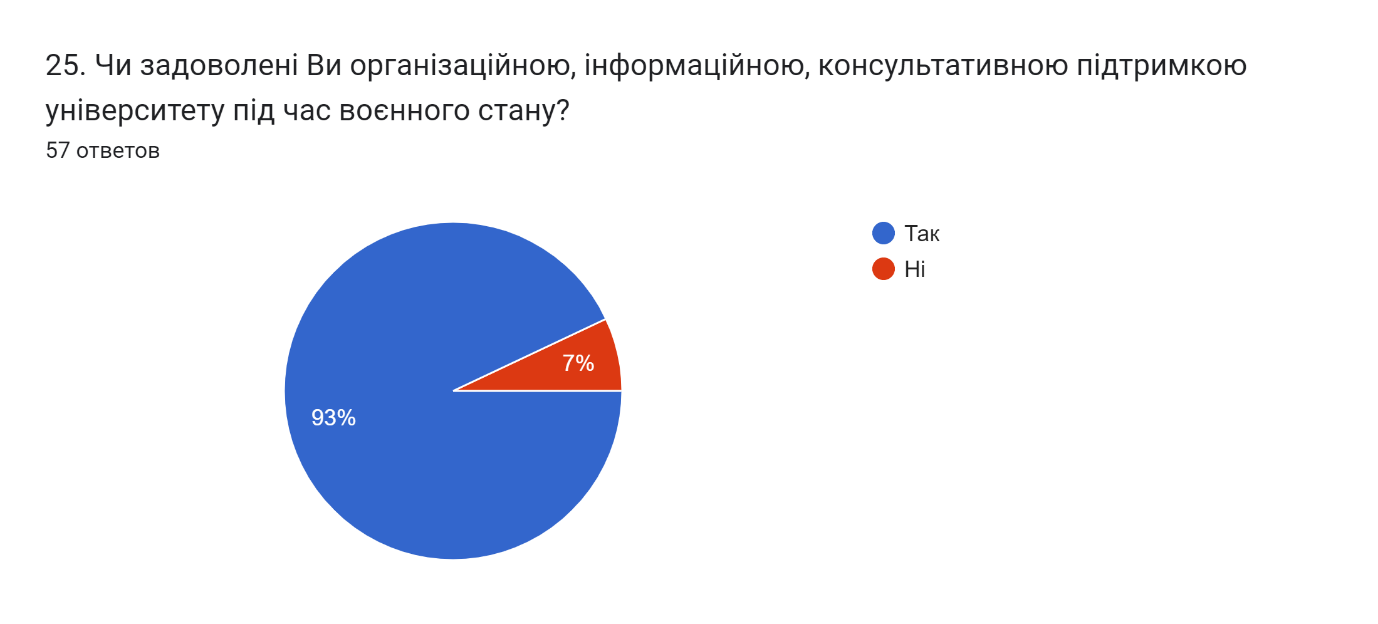 25. Чи задоволені Ви організаційною, інформаційною, консультативною підтримкою
університету під час воєнного стану?
57 ответов
Так
Ні
7%
93%